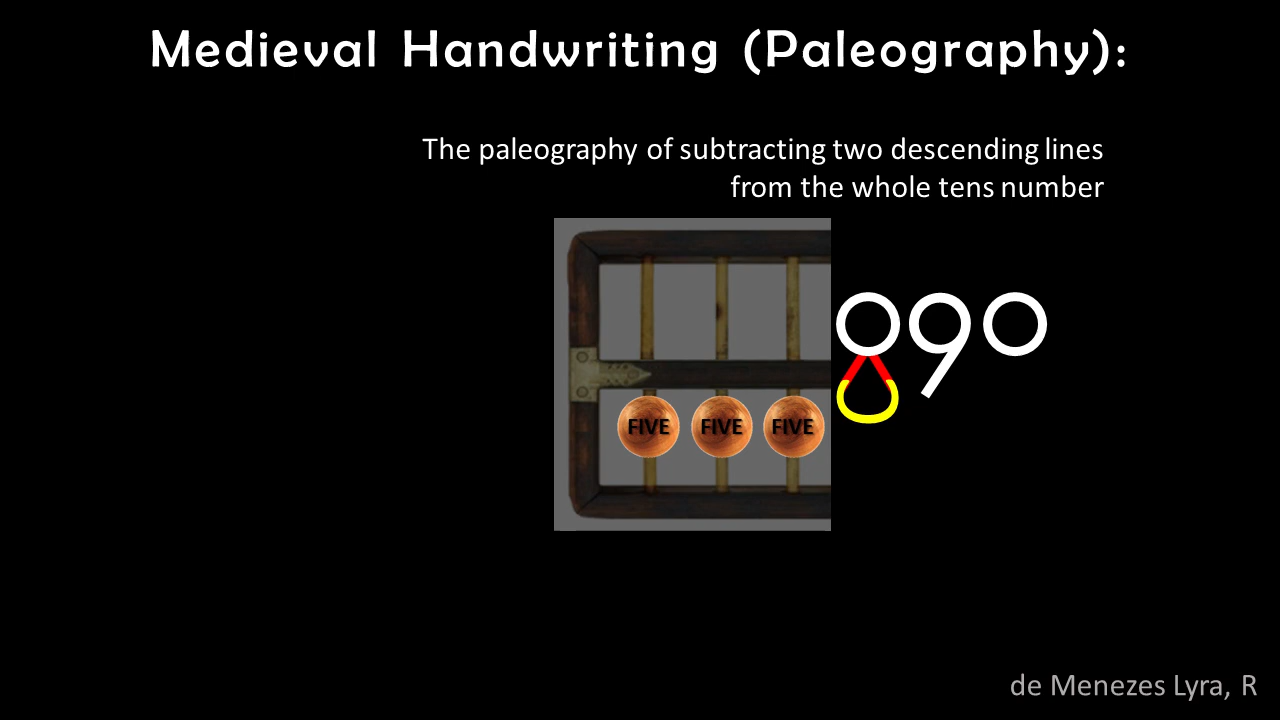 Medieval Handwriting (Paleography):
The paleography of subtracting two descending lines
from the whole tens number
890
FIVE FIVE FIVE
de Menezes Lyra, R